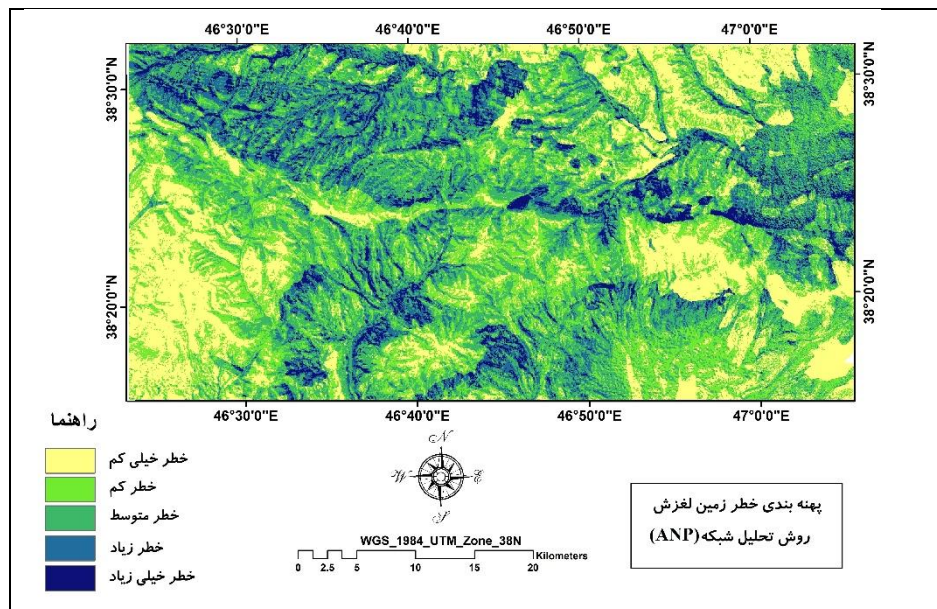 46°30'0"E 46°40'0"E 46°50'0"E 47°0'0"E
38°30'0"N
38°30'0"N
38°20'0"N
38°20'0"N
46°30'0"E 46°40'0"E 46°50'0"E 47°0'0"E
راهنما
خطر خیلی کم
خطر کم
خطر متوسط
خطر زیاد
خطر خیلی زیاد
N
W E
S
WGS_1984_UTM_Zone_38N
Kilometers
0 2.5 5 10 15 20
پهنه بندی خطر زمین لغزش
روش تحلیل شبکه(ANP)